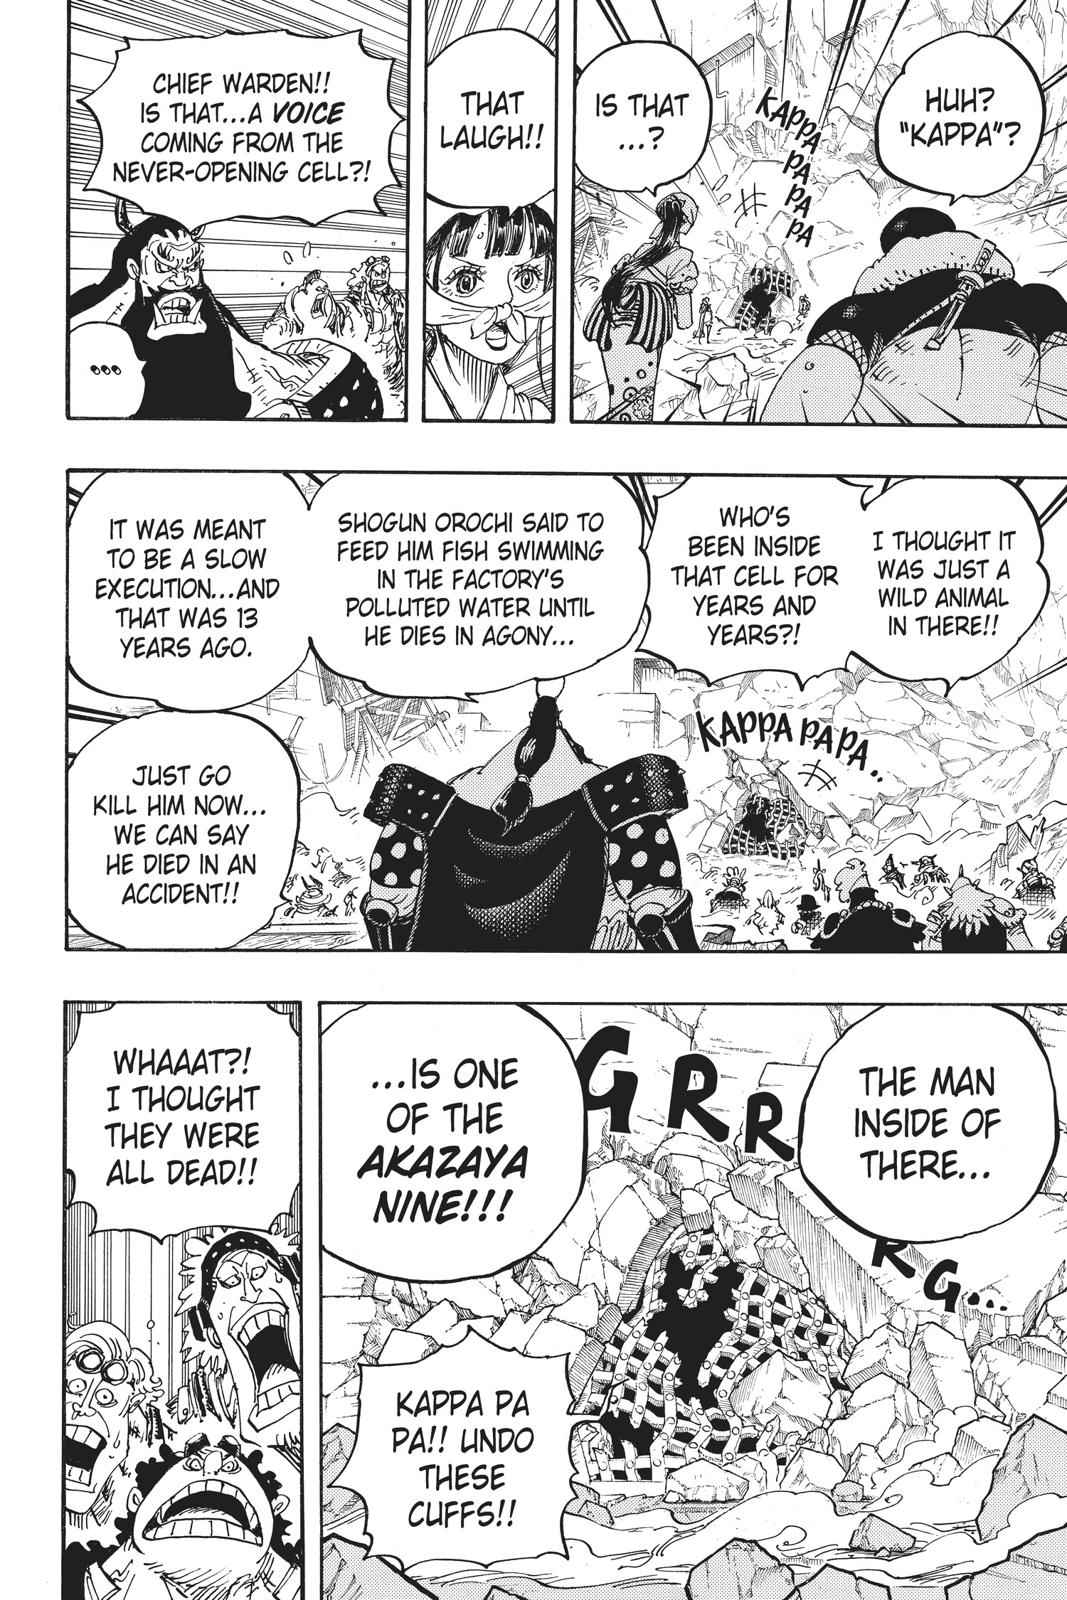 HUH?
"KAPPA"?
KAPPA
PA
PA
PA
PA
IS THAT
...?
THAT
LAUGH!!
CHIEF WARDEN!!
IS THAT...A VOICE
COMING FROM THE
NEVER-OPENING CELL?!
...
I THOUGHT IT
WAS JUST A
WILD ANIMAL
IN THERE!!
WHO'S
BEEN INSIDE
THAT CELL FOR
YEARS AND
YEARS?!
KAPPA PA PA..
SHOGUN OROCHI SAID TO
FEED HIM FISH SWIMMING
IN THE FACTORY'S
POLLUTED WATER UNTIL
HE DIES IN AGONY...
IT WAS MEANT
TO BE A SLOW
EXECUTION...AND
THAT WAS 13
YEARS AGO.
JUST GO
KILL HIM NOW...
WE CAN SAY
HE DIED IN AN
ACCIDENT!!
THE MAN
INSIDE OF
THERE...
GRRRG...
...IS ONE
OF THE
AKAZAYA
NINE!!!
KAPPA PA
PA!! UNDO
THESE
CUFFS!!
WHAAAT?!
I THOUGHT
THEY WERE
ALL DEAD!!